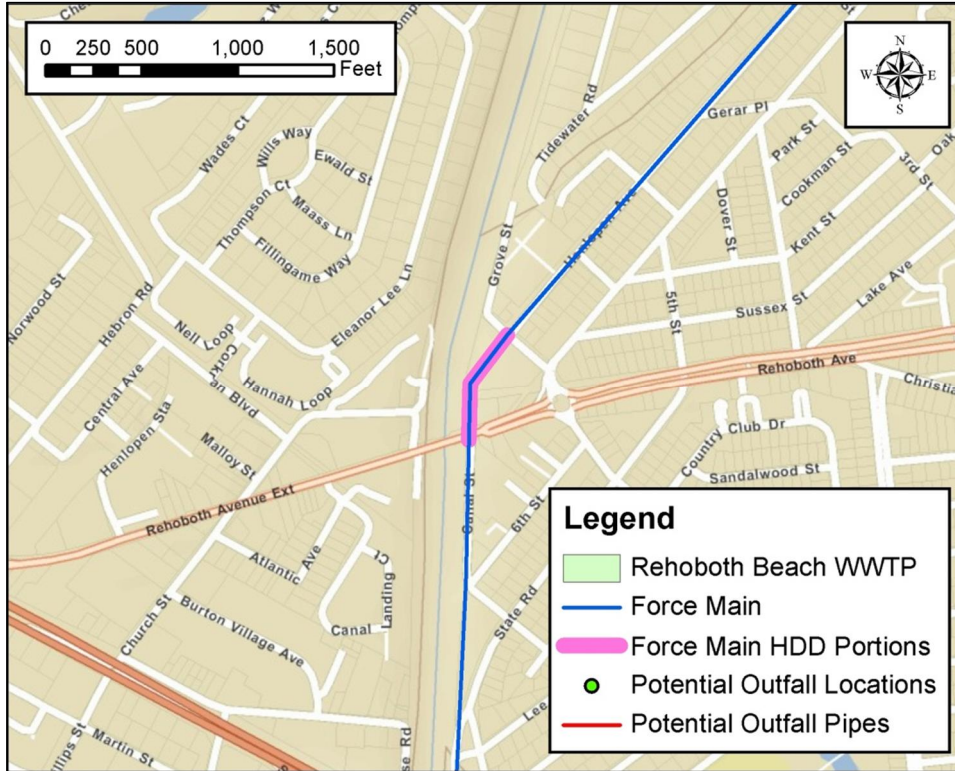 0 250 500 1,000 1,500
Feet
N
W E
S
Wades Ct
Wills Way
Ewald St
Thompson Ct
Maass Ln
Fillingame Way
Eleanor Lee Ln
Tidewater Rd
Gerar Pl
Park St
Cookman St
3rd St
Oak
Dover St
Kent St
Grove St
Henlopen Ave
Lake Ave
5th St
Sussex St
Norwood St
Hebron Rd
Nell Loop
Hannah Loop
Central Ave
Henlopen Sta
Malloy St
Rehoboth Ave
Christia
Country Club Dr
Sandalwood St
Rehoboth Avenue Ext
Canal St
6th St
State Rd
Atlantic Ave
Canal Landing Ct
Church St
Burton Village Ave
Martin St
Lee
Legend
Rehoboth Beach WWTP
Force Main
Force Main HDD Portions
Potential Outfall Locations
Potential Outfall Pipes